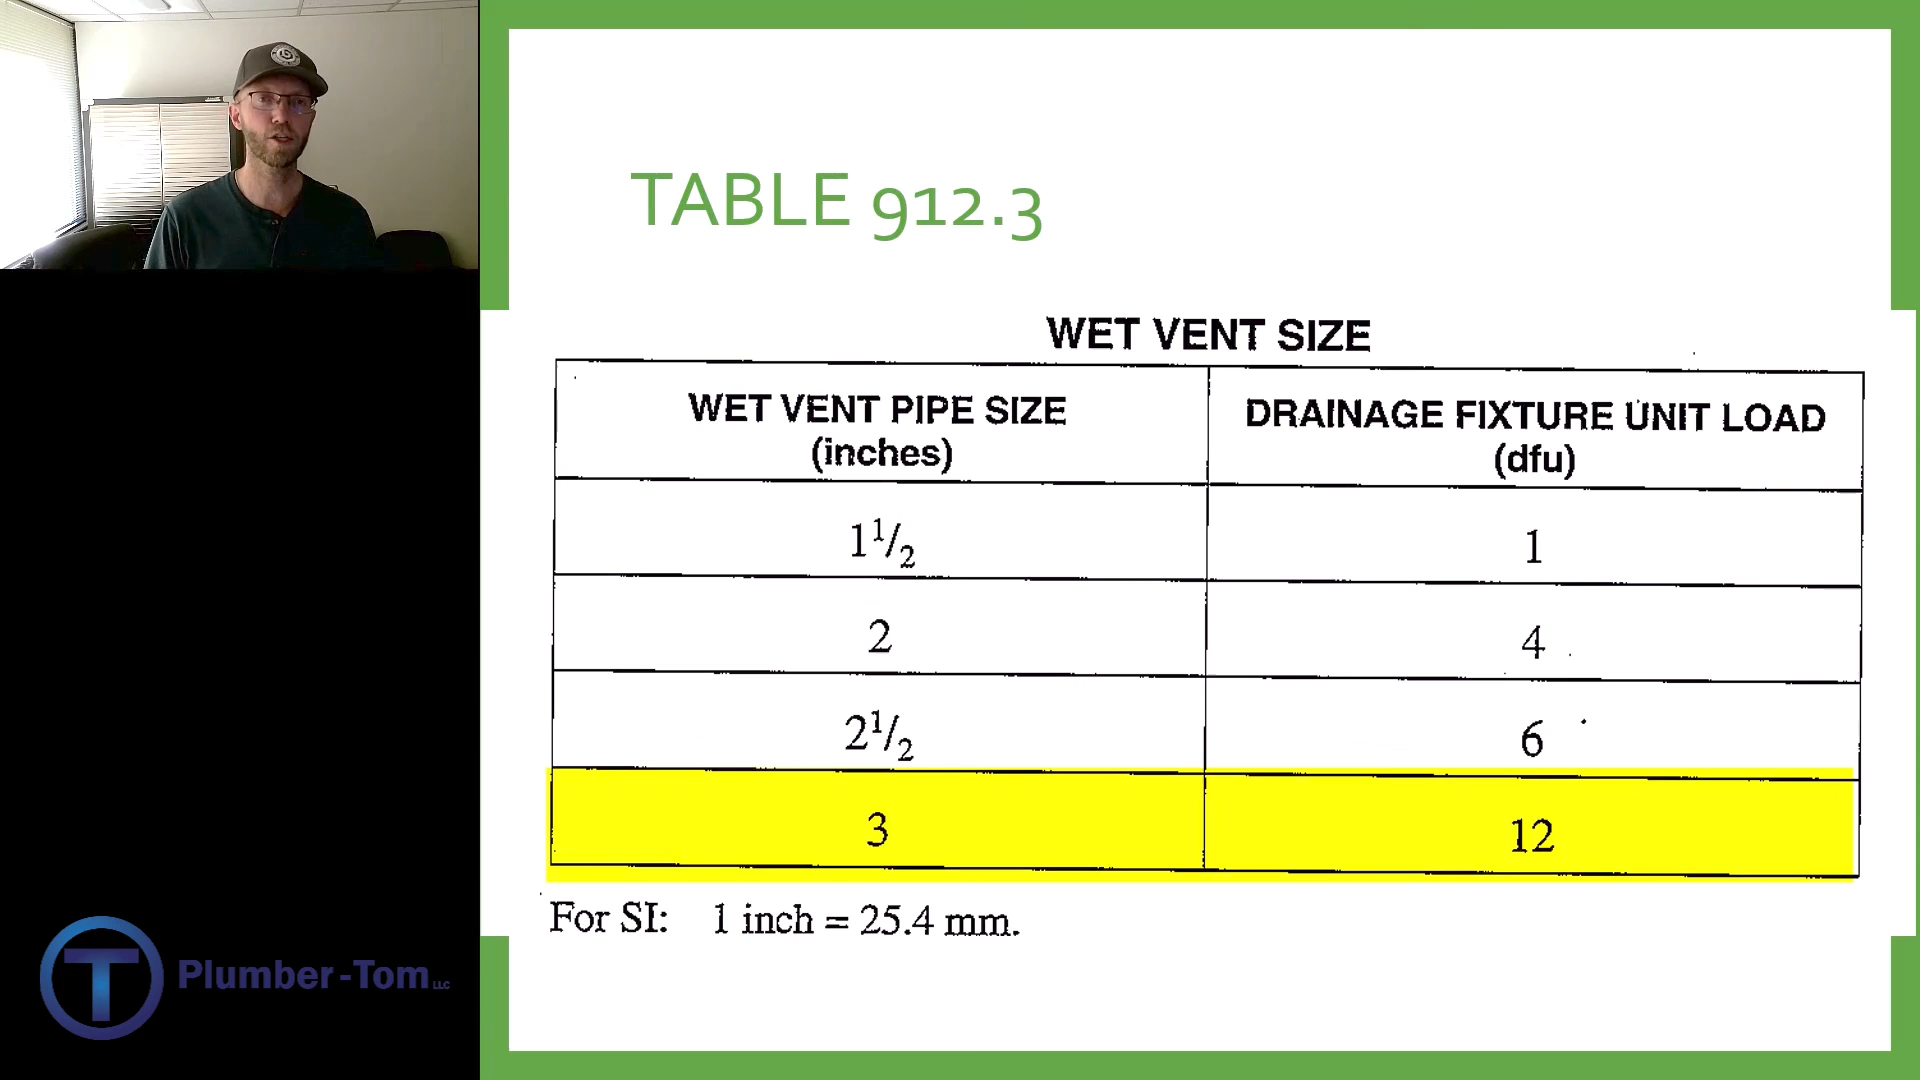 TABLE 912.3
WET VENT SIZE
WET VENT PIPE SIZE
(inches)
DRAINAGE FIXTURE UNIT LOAD
(dfu)
1 1/2
1
2
4
2 1/2
6
3
12
For SI: 1 inch = 25.4 mm.
T Plumber-Tom LLC